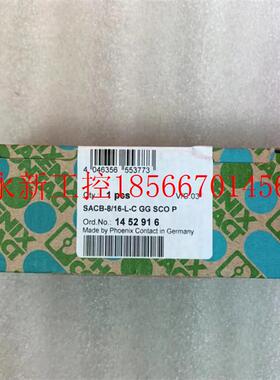 4 046356 553773
Qty. 1 pcs V/C 03
永新工控18566701456
SACB-8/16-L-C GG SCO P
Ord.No.: 14 52 91 6
Made by Phoenix Contact in Germany